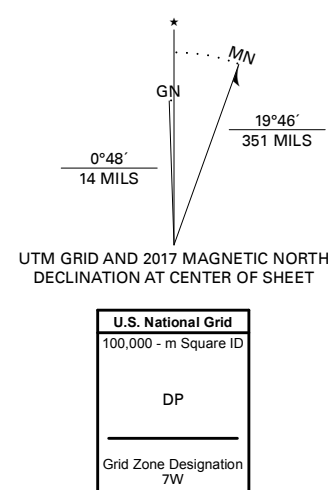 ★
MN
GN
19°46´
351 MILS
0°48´
14 MILS
UTM GRID AND 2017 MAGNETIC NORTH
DECLINATION AT CENTER OF SHEET
U.S. National Grid
100,000 - m Square ID
DP
Grid Zone Designation
7W